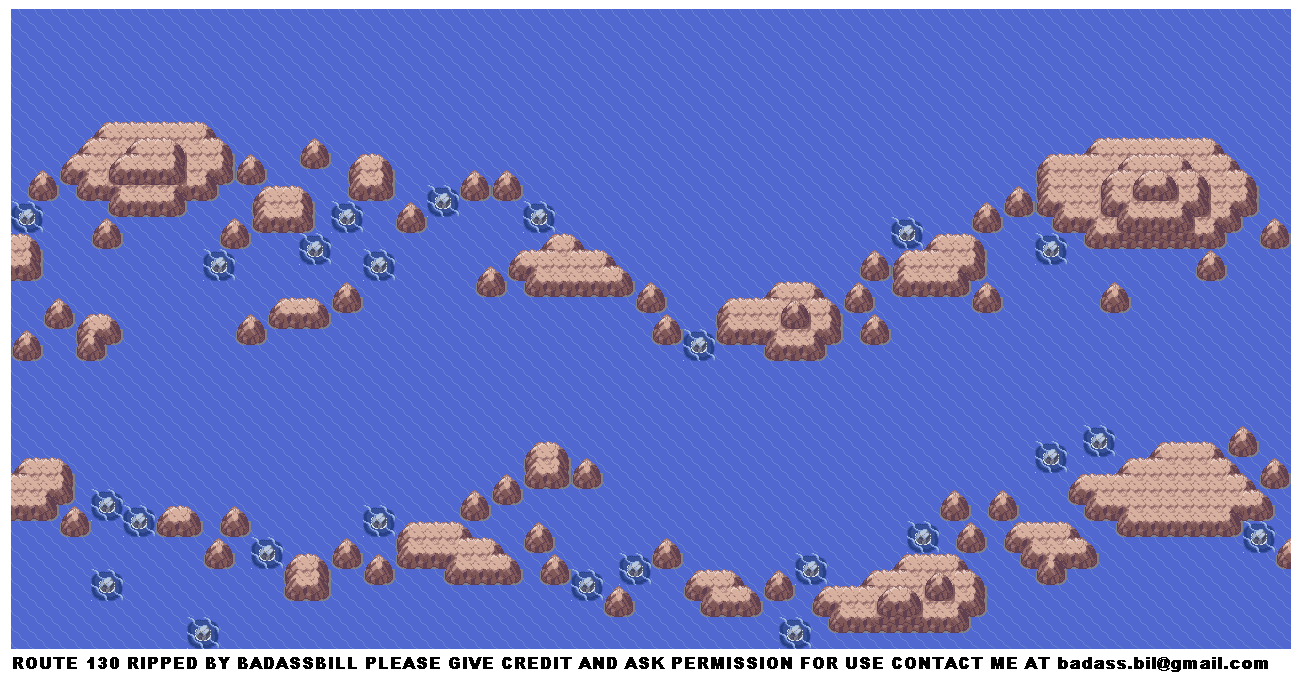 ROUTE 130 RIPPED BY BADASSBILL PLEASE GIVE CREDIT AND ASK PERMISSION FOR USE CONTACT ME AT badass.bil@gmail.com